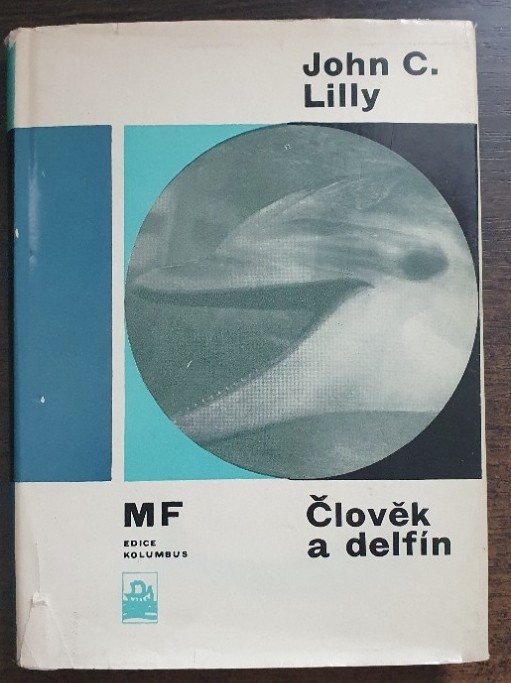 John C.
Lilly
MF
EDICE
KOLUMBUS
Člověk
a delfín